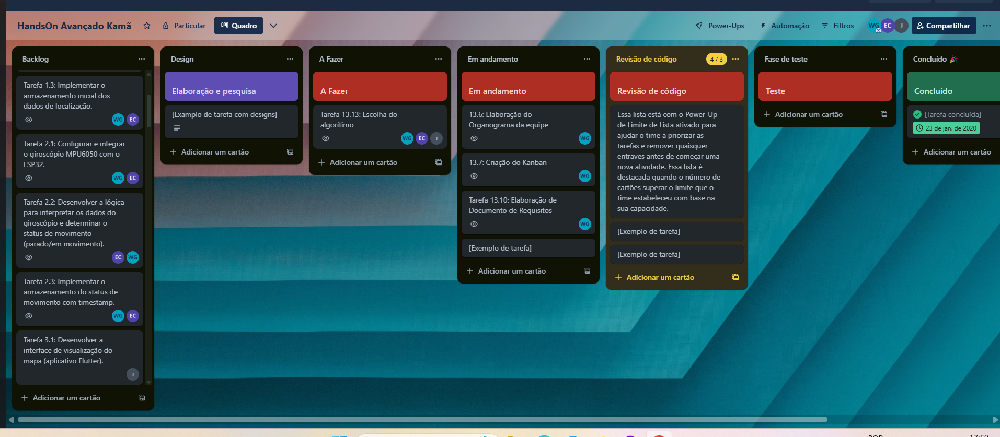 HandsOn Avançado Kamã
Particular
Quadro
Power-Ups
Automação
Filtros
WG
EC
J
Compartilhar
Backlog
Tarefa 1.3: Implementar o
armazenamento inicial dos
dados de localização.
WG EC
Tarefa 2.1: Configurar e integrar
o giroscópio MPU6050 com o
ESP32.
WG EC
Tarefa 2.2: Desenvolver a lógica
para interpretar os dados do
giroscópio e determinar o
status de movimento
(parado/em movimento).
EC WG
Tarefa 2.3: Implementar o
armazenamento do status de
movimento com timestamp.
WG EC
Tarefa 3.1: Desenvolver a
interface de visualização do
mapa (aplicativo Flutter).
J
Adicionar um cartão
Design
Elaboração e pesquisa
[Examplo de tarefa com designs]
Adicionar um cartão
A Fazer
A Fazer
Tarefa 13.13: Escolha do
algorítimo
WG EC J
Adicionar um cartão
Em andamento
Em andamento
13.6: Elaboração do
Organograma da equipe
WG
13.7: Criação do Kanban
WG
Tarefa 13.10: Elaboração de
Documento de Requisitos
WG
[Exemplo de tarefa]
Adicionar um cartão
Revisão de código
4 / 3
Revisão de código
Essa lista está com o Power-Up
de Limite de Lista ativado para
ajudar o time a priorizar as
tarefas e remover quaisquer
entraves antes de começar uma
nova atividade. Essa lista é
destacada quando o número de
cartões superar o limite que o
time estabeleceu com base na
sua capacidade.
[Exemplo de tarefa]
[Exemplo de tarefa]
Adicionar um cartão
Fase de teste
Teste
Adicionar um cartão
Concluído 🎉
Concluído
[Tarefa concluída]
23 de jan. de 2020
Adicionar um cartão